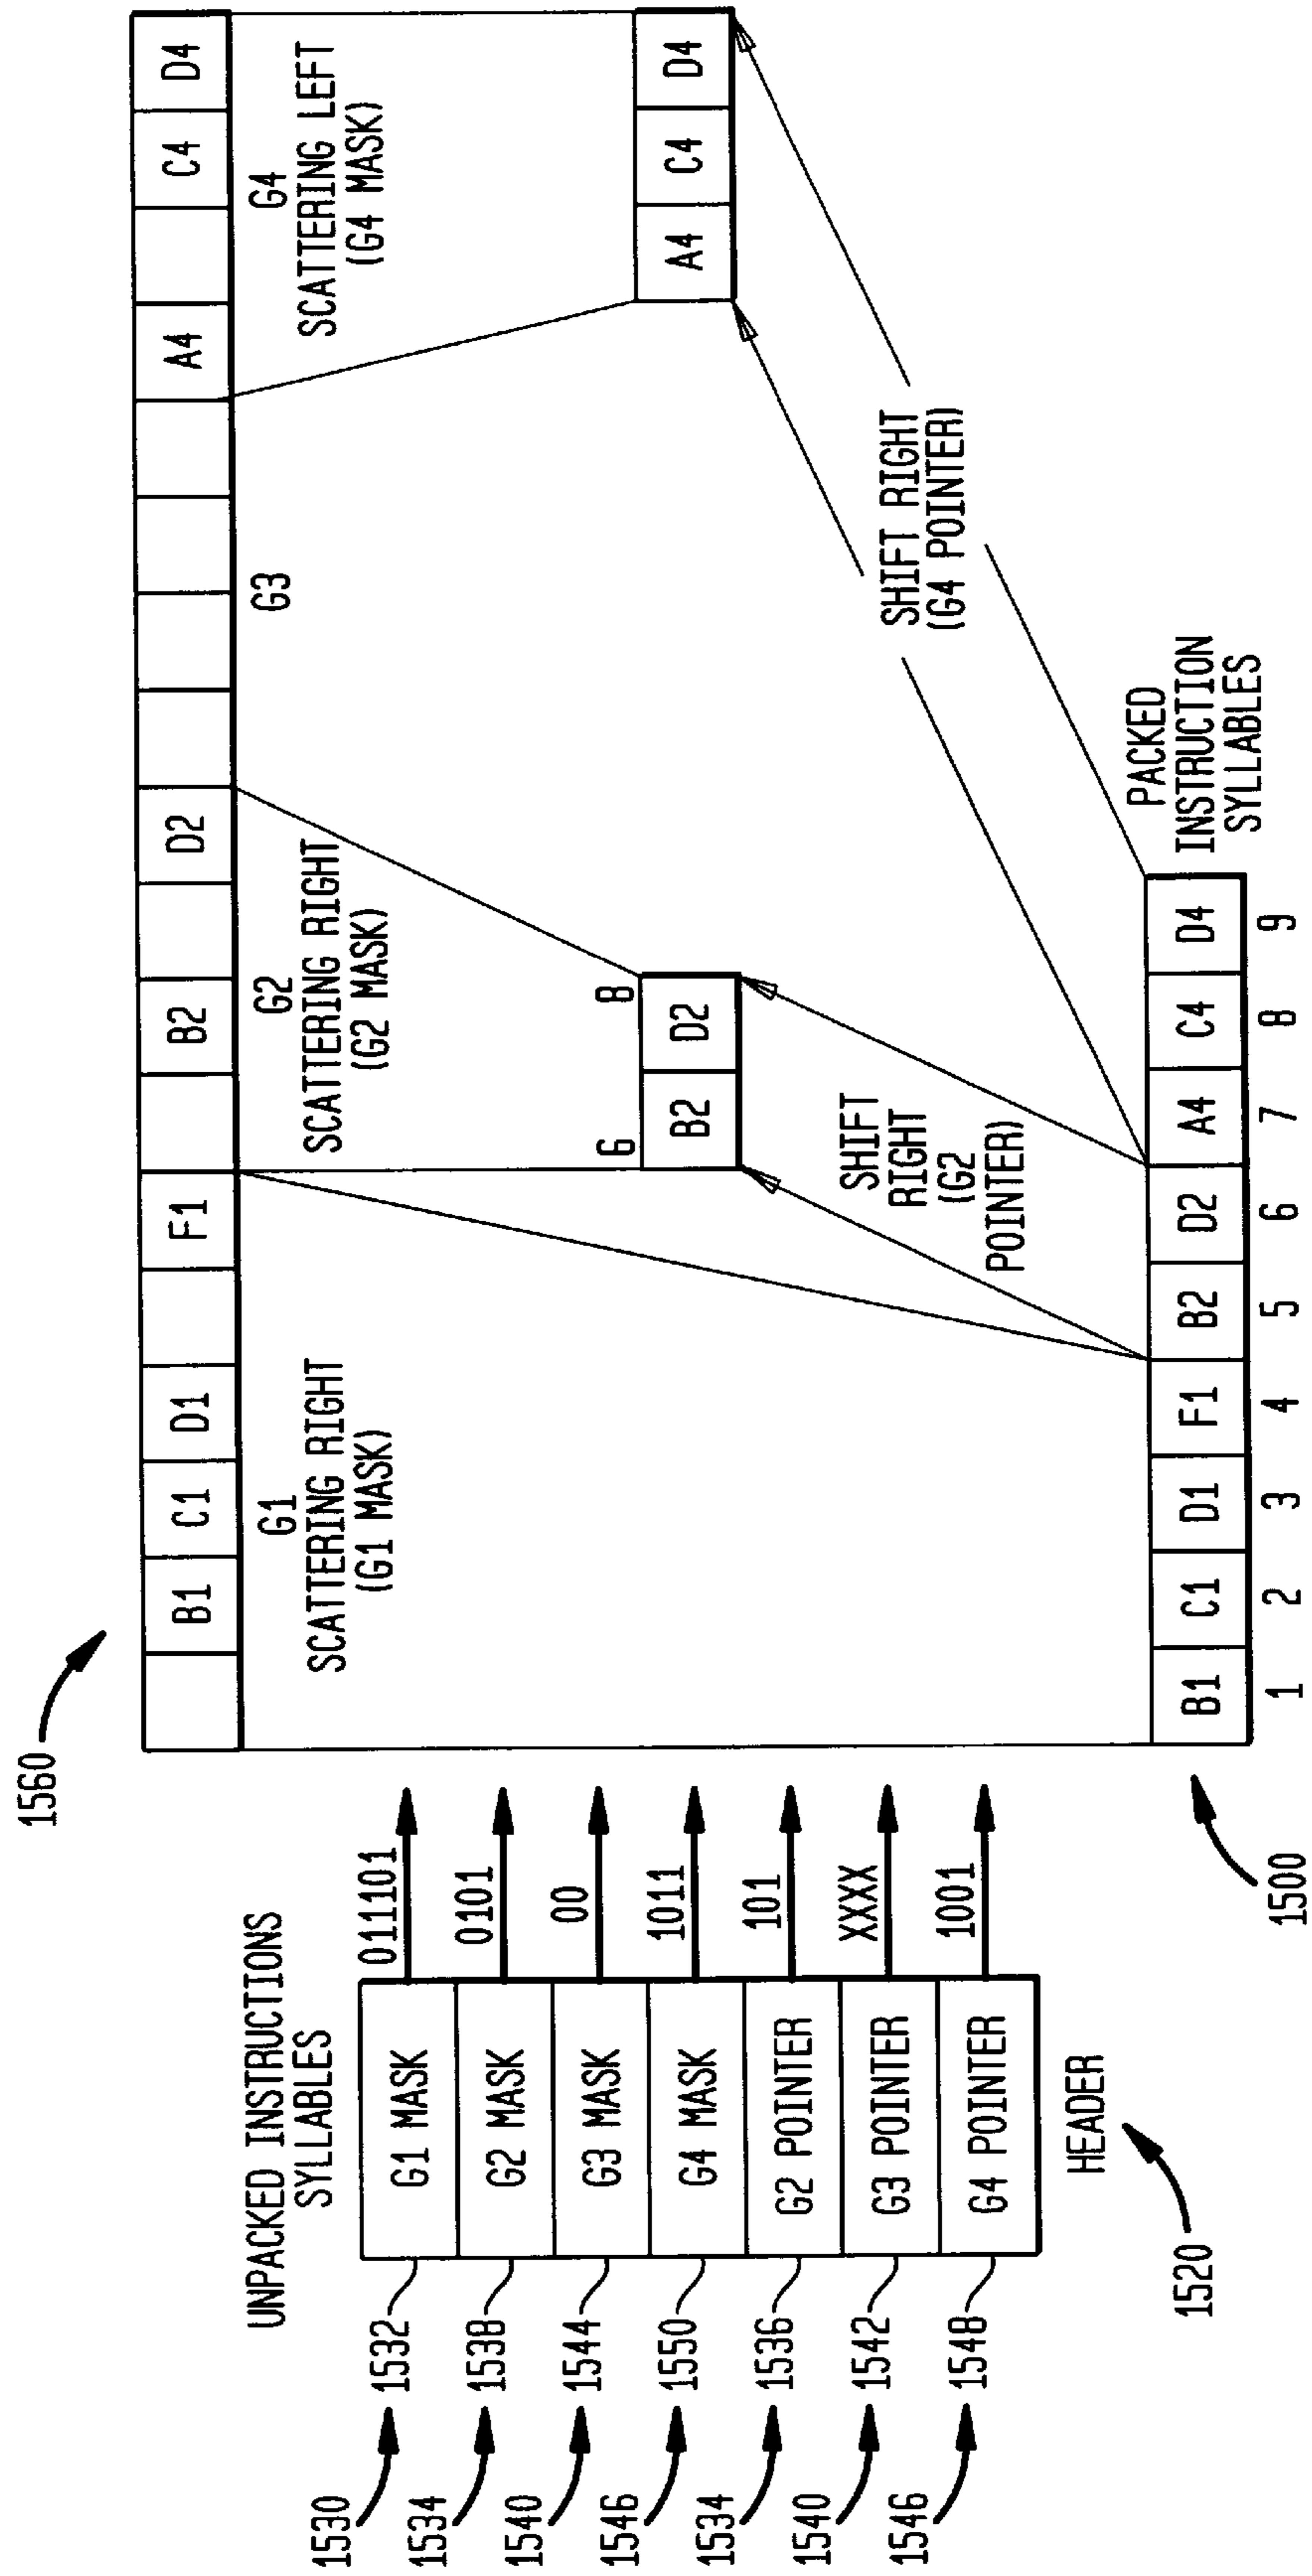 1560
B1
C1
D1
F1
B2
D2
A4
C4
D4
G1
SCATTERING RIGHT
(G1 MASK)
G2
SCATTERING RIGHT
(G2 MASK)
G3
G4
SCATTERING LEFT
(G4 MASK)
UNPACKED INSTRUCTIONS
SYLLABLES
1530
1532
G1 MASK
011101
1534
1538
G2 MASK
0101
1540
1544
G3 MASK
00
1546
1550
G4 MASK
1011
1534
1536
G2 POINTER
101
1540
1542
G3 POINTER
XXXX
1546
1548
G4 POINTER
1001
HEADER
1520
6
8
B2
D2
A4
C4
D4
SHIFT
RIGHT
(G2
POINTER)
SHIFT RIGHT
(G4 POINTER)
PACKED
INSTRUCTION
SYLLABLES
1500
B1
C1
D1
F1
B2
D2
A4
C4
D4
1
2
3
4
5
6
7
8
9